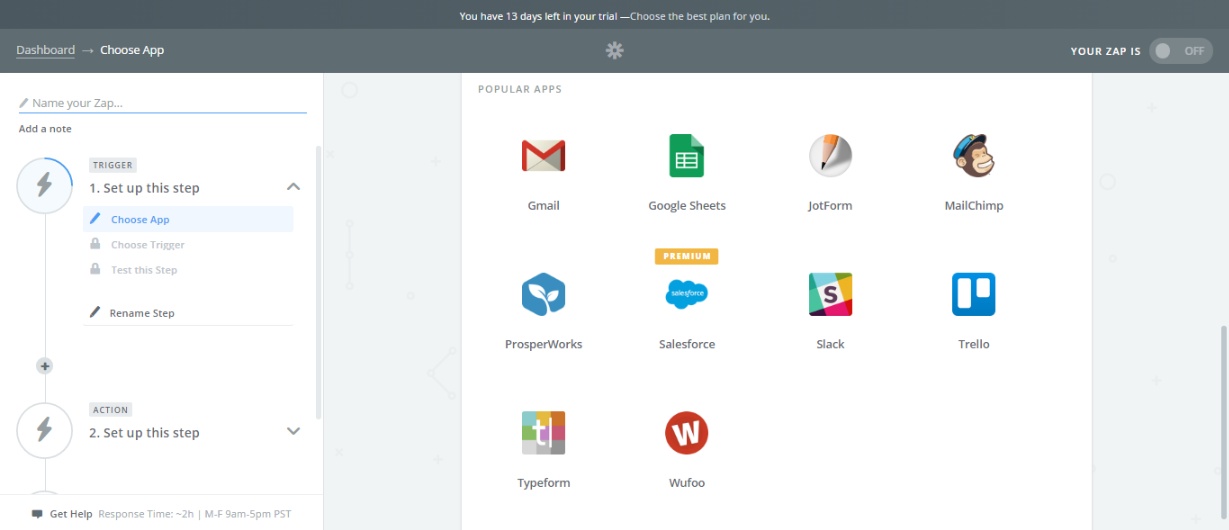 You have 13 days left in your trial —Choose the best plan for you.
Dashboard → Choose App
YOUR ZAP IS OFF
Name your Zap...
Add a note
TRIGGER
1. Set up this step
Choose App
Choose Trigger
Test this Step
Rename Step
ACTION
2. Set up this step
Get Help Response Time: ~2h | M-F 9am-5pm PST
POPULAR APPS
Gmail Google Sheets JotForm MailChimp
PREMIUM
salesforce S
ProsperWorks Salesforce Slack Trello
t| W
Typeform Wufoo